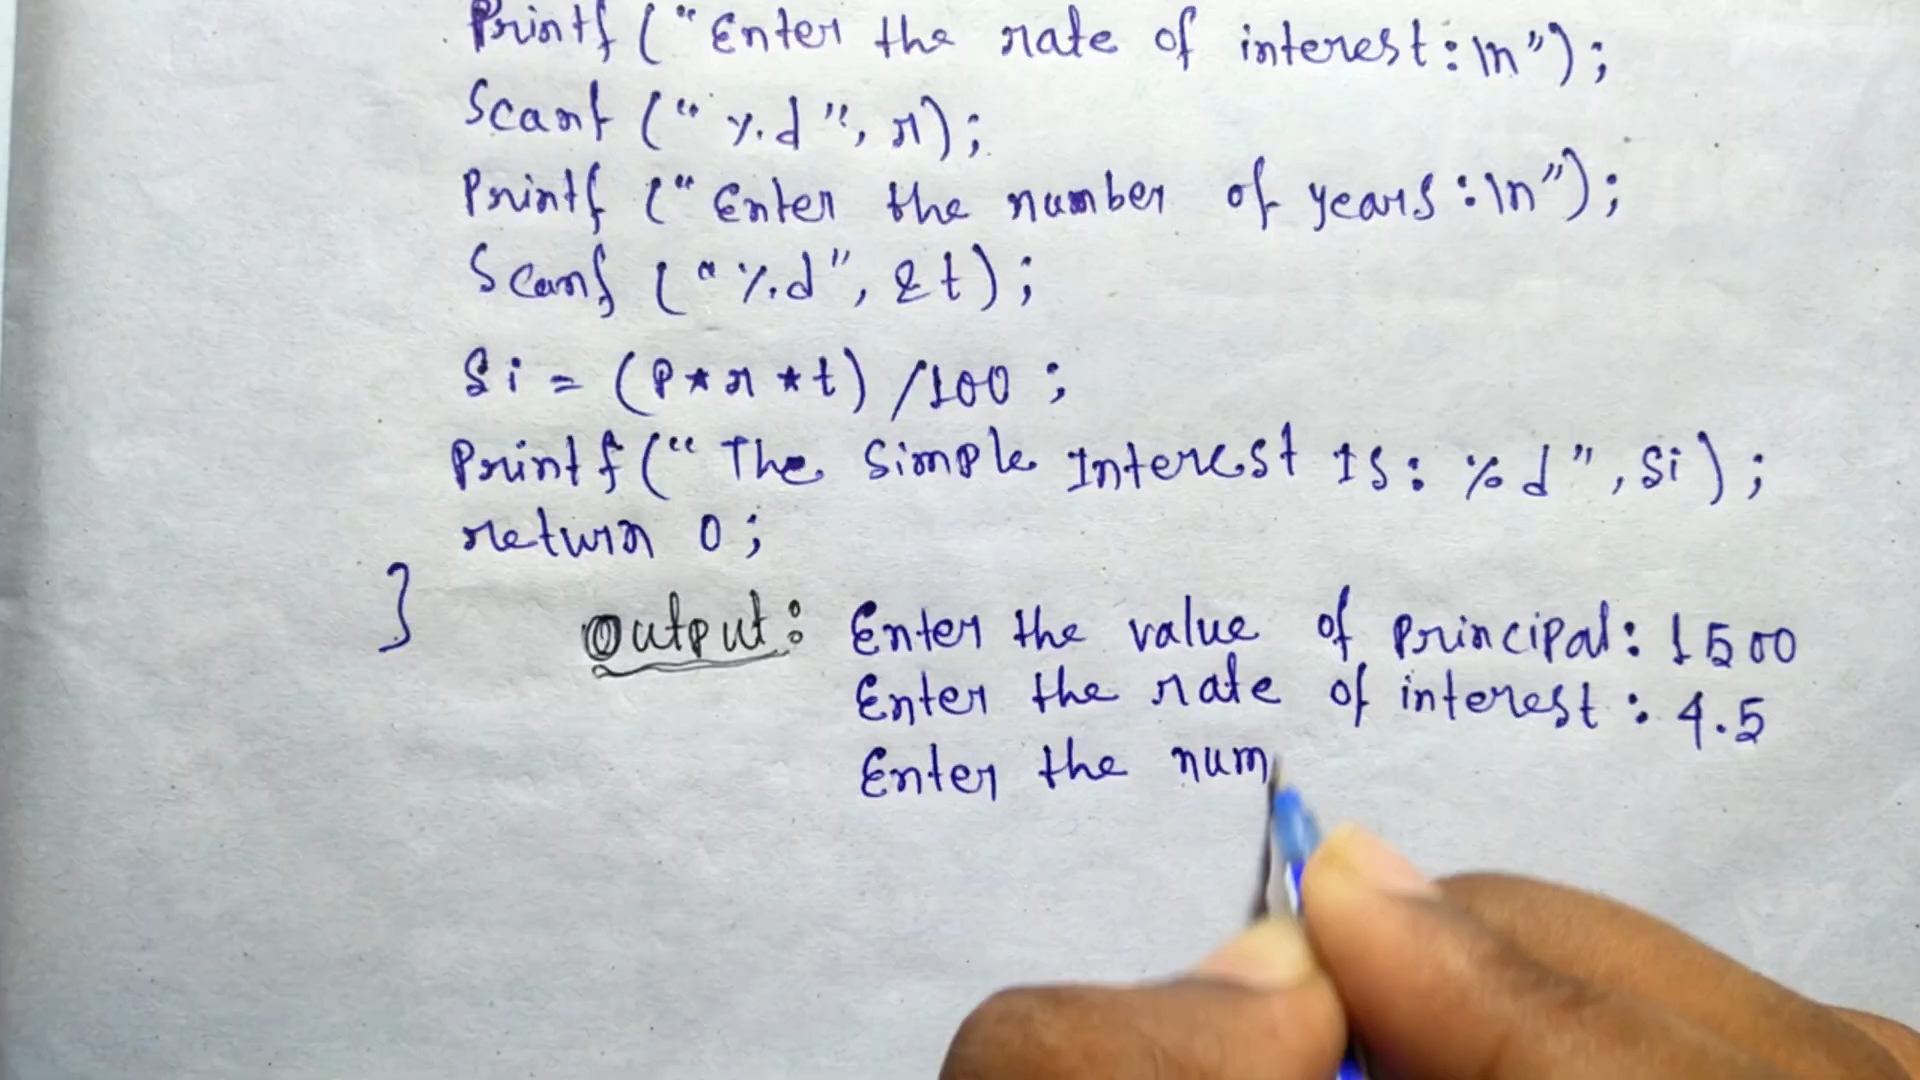 Printf ("Enter the rate of interest:\n");
Scanf ("%d", r);
Printf ("Enter the number of years:\n");
Scanf ("%d", &t);
Si = (P*r*t) /100 ;
Printf ("The Simple Interest Is: %d", Si) ;
return 0;
}
output: Enter the value of principal: 1500
Enter the rate of interest : 4.5
Enter the num